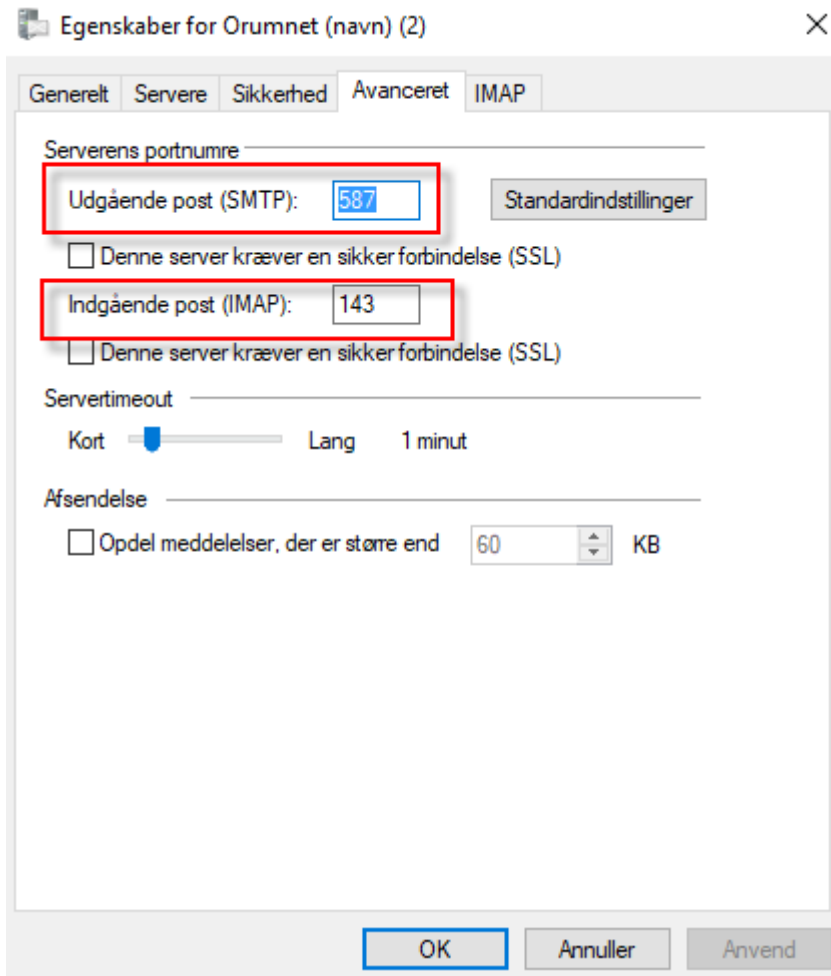 Egenskaber for Orumnet (navn) (2)
Generelt Servere Sikkerhed Avanceret IMAP
Serverens portnumre
Udgående post (SMTP): 587 Standardindstillinger
Denne server kræver en sikker forbindelse (SSL)
Indgående post (IMAP): 143
Denne server kræver en sikker forbindelse (SSL)
Servertimeout
Kort Lang 1 minut
Afsendelse
Opdel meddelelser, der er større end 60 KB
OK Annuller Anvend